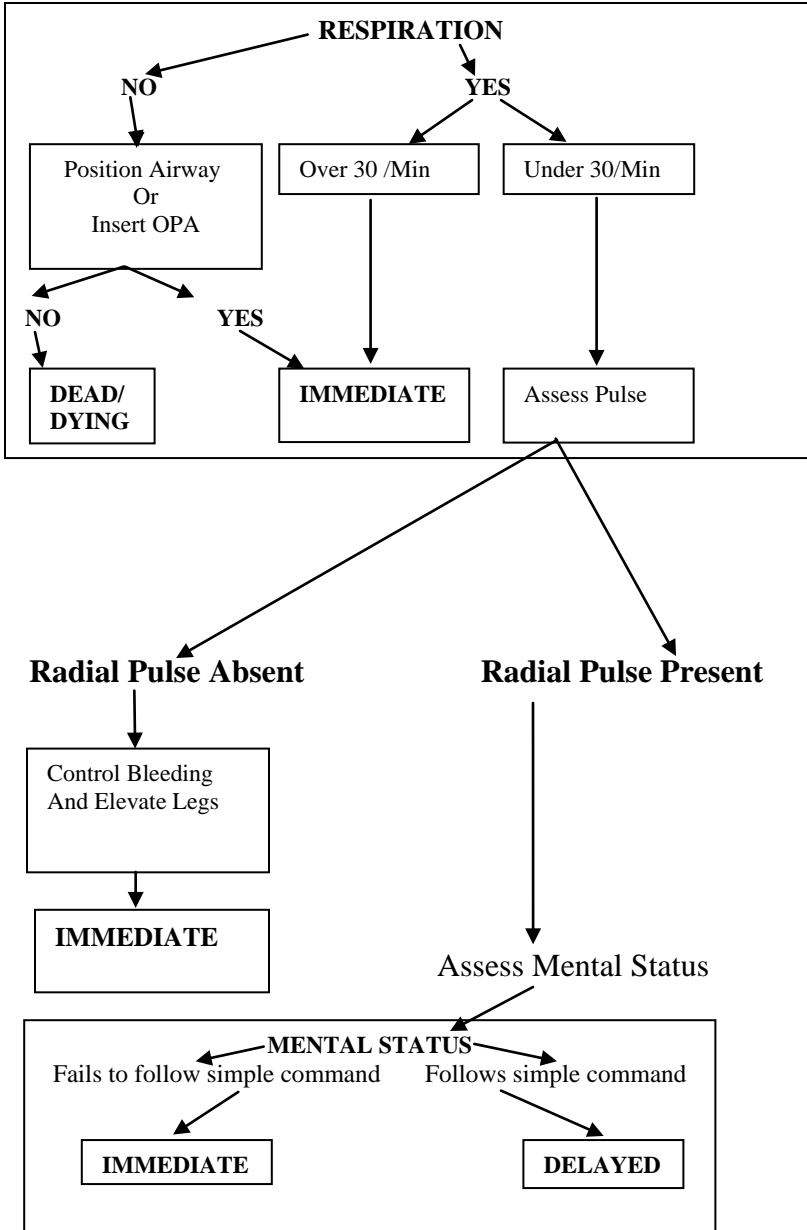 RESPIRATION
NO
YES
Position Airway
Or
Insert OPA
Over 30 /Min
Under 30/Min
NO
YES
DEAD/
DYING
IMMEDIATE
Assess Pulse
Radial Pulse Absent
Radial Pulse Present
Control Bleeding
And Elevate Legs
IMMEDIATE
Assess Mental Status
MENTAL STATUS
Fails to follow simple command
Follows simple command
IMMEDIATE
DELAYED